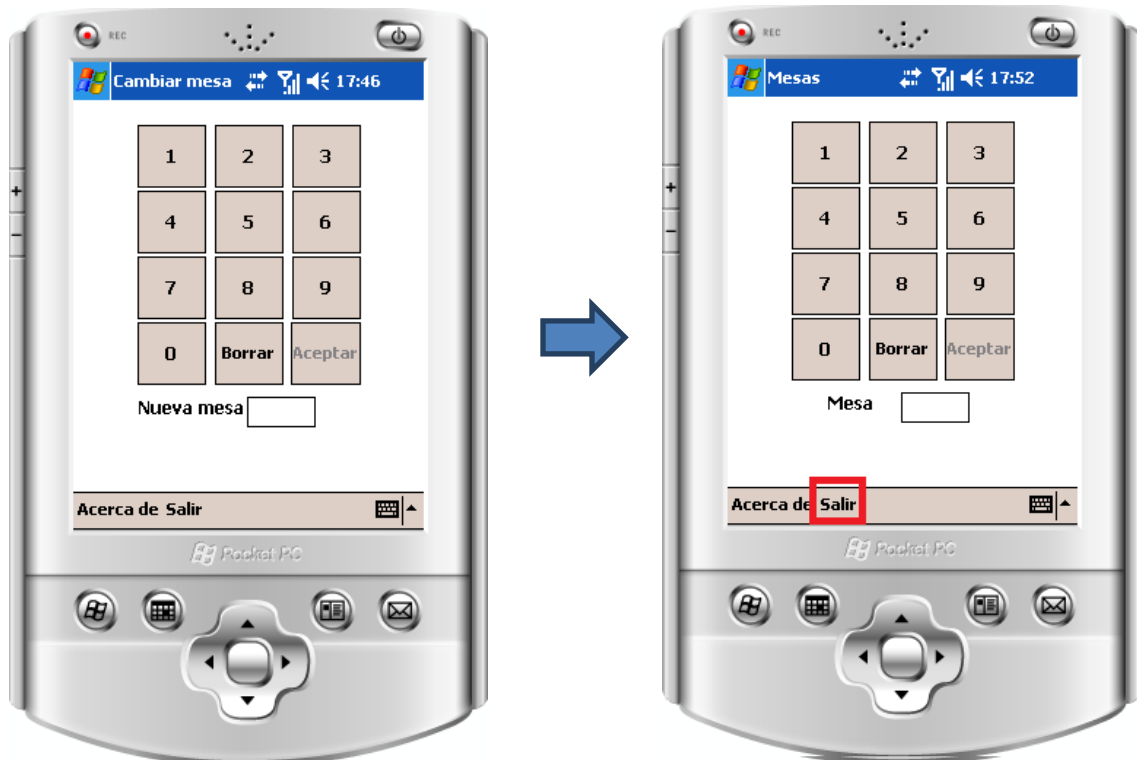 REC
Cambiar mesa 17:46
1 2 3
4 5 6
7 8 9
0 Borrar Aceptar
Nueva mesa
Acerca de Salir
Pocket PC
+
-
REC
Mesas 17:52
1 2 3
4 5 6
7 8 9
0 Borrar Aceptar
Mesa
Acerca de Salir
Pocket PC
+
-